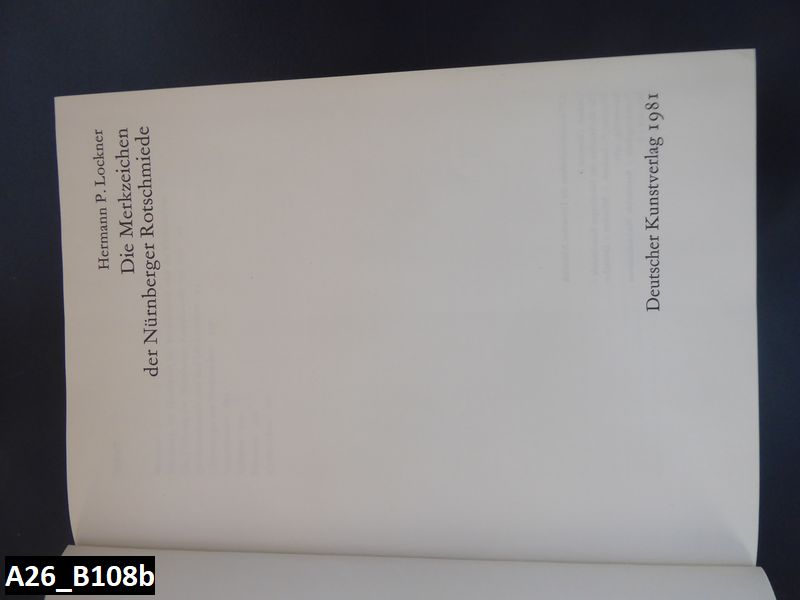 Hermann P. Lockner
Die Merkzeichen
der Nürnberger Rotschmiede
Deutscher Kunstverlag 1981
A26_B108b